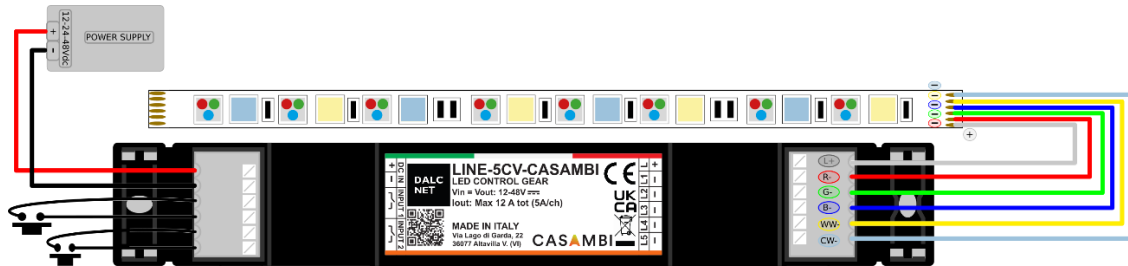 12-24-48Vdc
+
-
POWER SUPPLY
+
+
DC IN
-
INPUT 1
INPUT 2
DALC
NET
LINE-5CV-CASAMBI
LED CONTROL GEAR
Vin = Vout: 12-48V
Iout: Max 12 A tot (5A/ch)
MADE IN ITALY
Via Lago di Garda, 22
36077 Altavilla V. (VI)
CASAMBI
CE
UK
CA
L +
L1 -
L2 -
L3 -
L4 -
L5 -
L+
R-
G-
B-
WW-
CW-